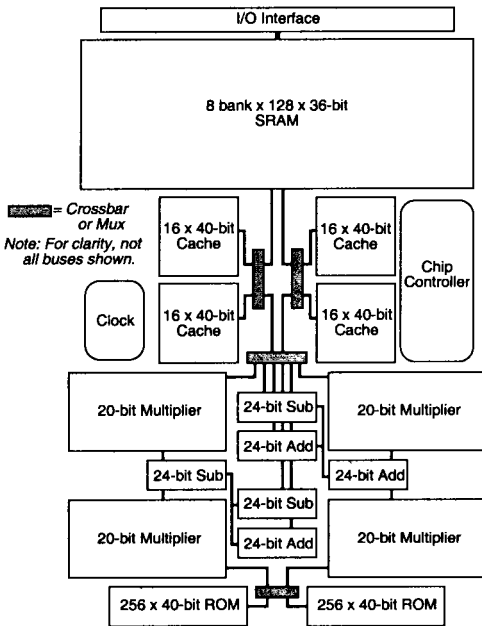 I/O Interface
8 bank x 128 x 36-bit
SRAM
= Crossbar
or Mux
Note: For clarity, not
all buses shown.
16 x 40-bit
Cache
16 x 40-bit
Cache
Chip
Controller
Clock
16 x 40-bit
Cache
16 x 40-bit
Cache
20-bit Multiplier
24-bit Sub
20-bit Multiplier
24-bit Add
24-bit Sub
24-bit Add
20-bit Multiplier
24-bit Sub
20-bit Multiplier
24-bit Add
256 x 40-bit ROM
256 x 40-bit ROM